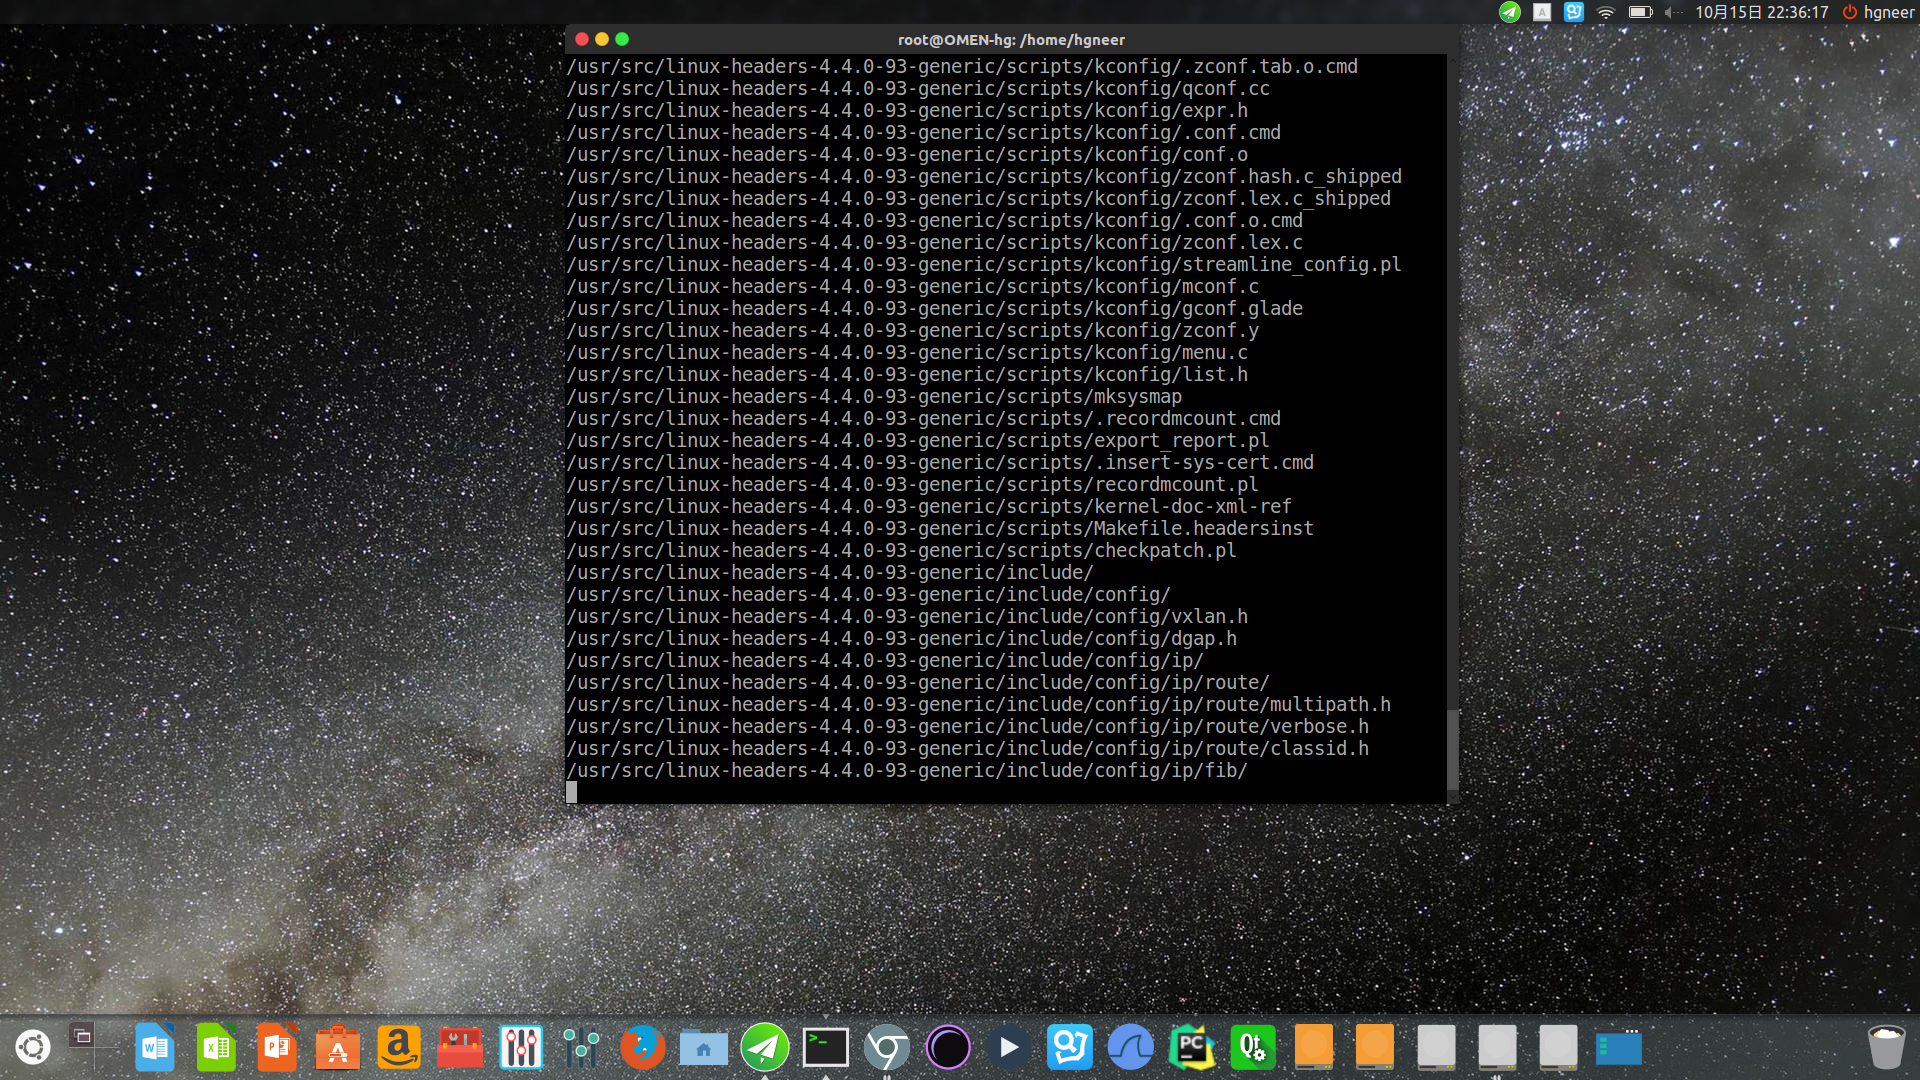 10月15日 22:36:17 hgneer
root@OMEN-hg: /home/hgneer
/usr/src/linux-headers-4.4.0-93-generic/scripts/kconfig/.zconf.tab.o.cmd
/usr/src/linux-headers-4.4.0-93-generic/scripts/kconfig/qconf.cc
/usr/src/linux-headers-4.4.0-93-generic/scripts/kconfig/expr.h
/usr/src/linux-headers-4.4.0-93-generic/scripts/kconfig/.conf.cmd
/usr/src/linux-headers-4.4.0-93-generic/scripts/kconfig/conf.o
/usr/src/linux-headers-4.4.0-93-generic/scripts/kconfig/zconf.hash.c_shipped
/usr/src/linux-headers-4.4.0-93-generic/scripts/kconfig/zconf.lex.c_shipped
/usr/src/linux-headers-4.4.0-93-generic/scripts/kconfig/.conf.o.cmd
/usr/src/linux-headers-4.4.0-93-generic/scripts/kconfig/zconf.lex.c
/usr/src/linux-headers-4.4.0-93-generic/scripts/kconfig/streamline_config.pl
/usr/src/linux-headers-4.4.0-93-generic/scripts/kconfig/mconf.c
/usr/src/linux-headers-4.4.0-93-generic/scripts/kconfig/gconf.glade
/usr/src/linux-headers-4.4.0-93-generic/scripts/kconfig/zconf.y
/usr/src/linux-headers-4.4.0-93-generic/scripts/kconfig/menu.c
/usr/src/linux-headers-4.4.0-93-generic/scripts/kconfig/list.h
/usr/src/linux-headers-4.4.0-93-generic/scripts/mksysmap
/usr/src/linux-headers-4.4.0-93-generic/scripts/.recordmcount.cmd
/usr/src/linux-headers-4.4.0-93-generic/scripts/export_report.pl
/usr/src/linux-headers-4.4.0-93-generic/scripts/.insert-sys-cert.cmd
/usr/src/linux-headers-4.4.0-93-generic/scripts/recordmcount.pl
/usr/src/linux-headers-4.4.0-93-generic/scripts/kernel-doc-xml-ref
/usr/src/linux-headers-4.4.0-93-generic/scripts/Makefile.headersinst
/usr/src/linux-headers-4.4.0-93-generic/scripts/checkpatch.pl
/usr/src/linux-headers-4.4.0-93-generic/include/
/usr/src/linux-headers-4.4.0-93-generic/include/config/
/usr/src/linux-headers-4.4.0-93-generic/include/config/vxlan.h
/usr/src/linux-headers-4.4.0-93-generic/include/config/dgap.h
/usr/src/linux-headers-4.4.0-93-generic/include/config/ip/
/usr/src/linux-headers-4.4.0-93-generic/include/config/ip/route/
/usr/src/linux-headers-4.4.0-93-generic/include/config/ip/route/multipath.h
/usr/src/linux-headers-4.4.0-93-generic/include/config/ip/route/verbose.h
/usr/src/linux-headers-4.4.0-93-generic/include/config/ip/route/classid.h
/usr/src/linux-headers-4.4.0-93-generic/include/config/ip/fib/
W X P A a >_ PC Qt